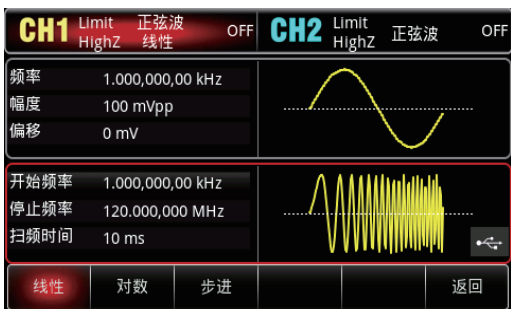 CH1 Limit 正弦波 OFF CH2 Limit 正弦波 OFF
HighZ 线性 HighZ
频率 1.000,000,00 kHz
幅度 100 mVpp
偏移 0 mV
开始频率 1.000,000,00 kHz
停止频率 120.000,000 MHz
扫频时间 10 ms
线性 对数 步进 返回